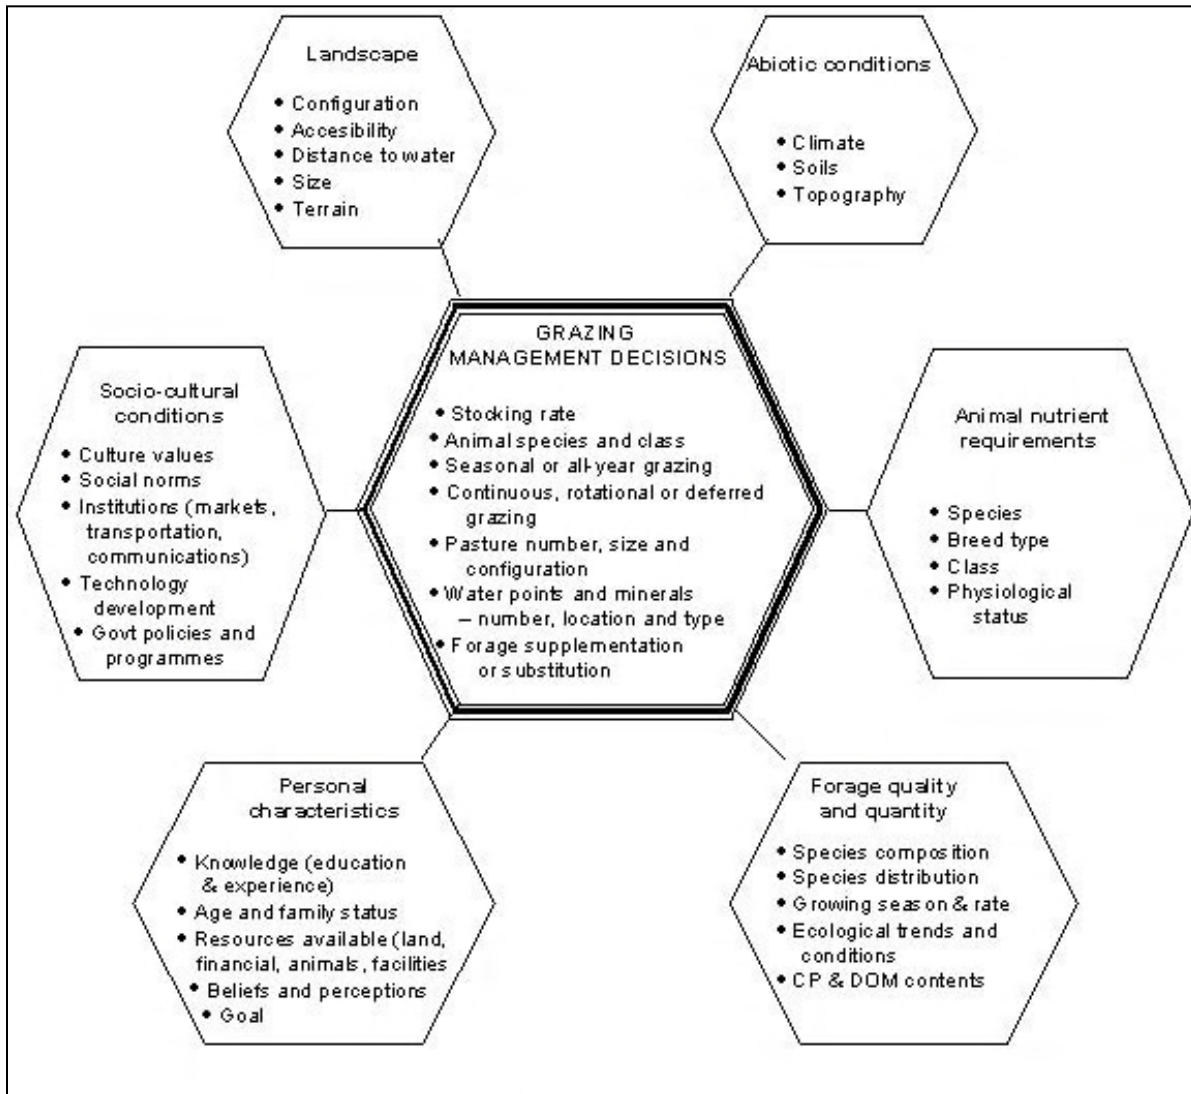 Landscape
• Configuration
• Accesibility
• Distance to water
• Size
• Terrain
Abiotic conditions
• Climate
• Soils
• Topography
Socio-cultural
conditions
• Culture values
• Social norms
• Institutions (markets,
transportation,
communications)
• Technology
development
• Govt policies and
programmes
GRAZING
MANAGEMENT DECISIONS
• Stocking rate
• Animal species and class
• Seasonal or all-year grazing
• Continuous, rotational or deferred
grazing
• Pasture number, size and
configuration
• Water points and minerals
– number, location and type
• Forage supplementation
or substitution
Animal nutrient
requirements
• Species
• Breed type
• Class
• Physiological
status
Personal
characteristics
• Knowledge (education
& experience)
• Age and family status
• Resources available (land,
financial, animals, facilities
• Beliefs and perceptions
• Goal
Forage quality
and quantity
• Species composition
• Species distribution
• Growing season & rate
• Ecological trends and
conditions
• CP & DOM contents